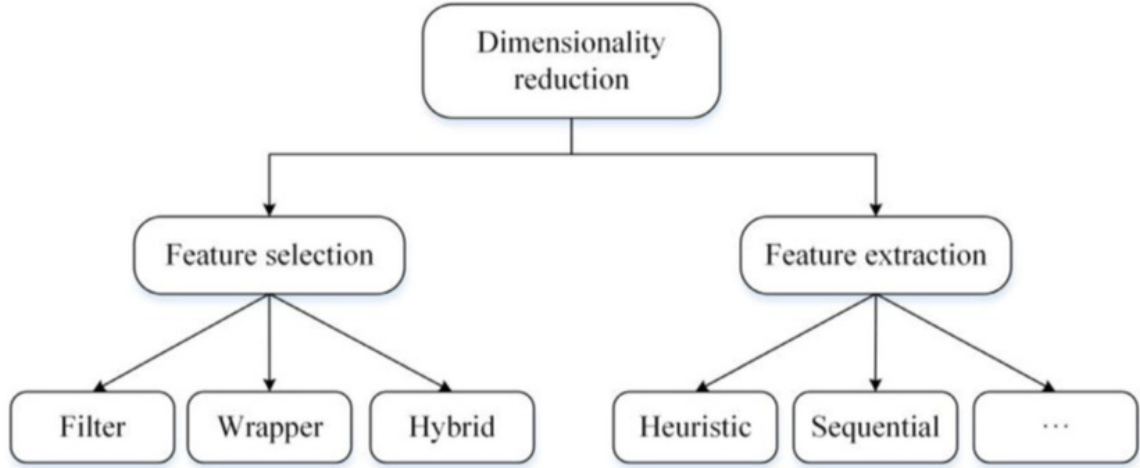 Dimensionality
reduction
Feature selection
Feature extraction
Filter
Wrapper
Hybrid
Heuristic
Sequential
...